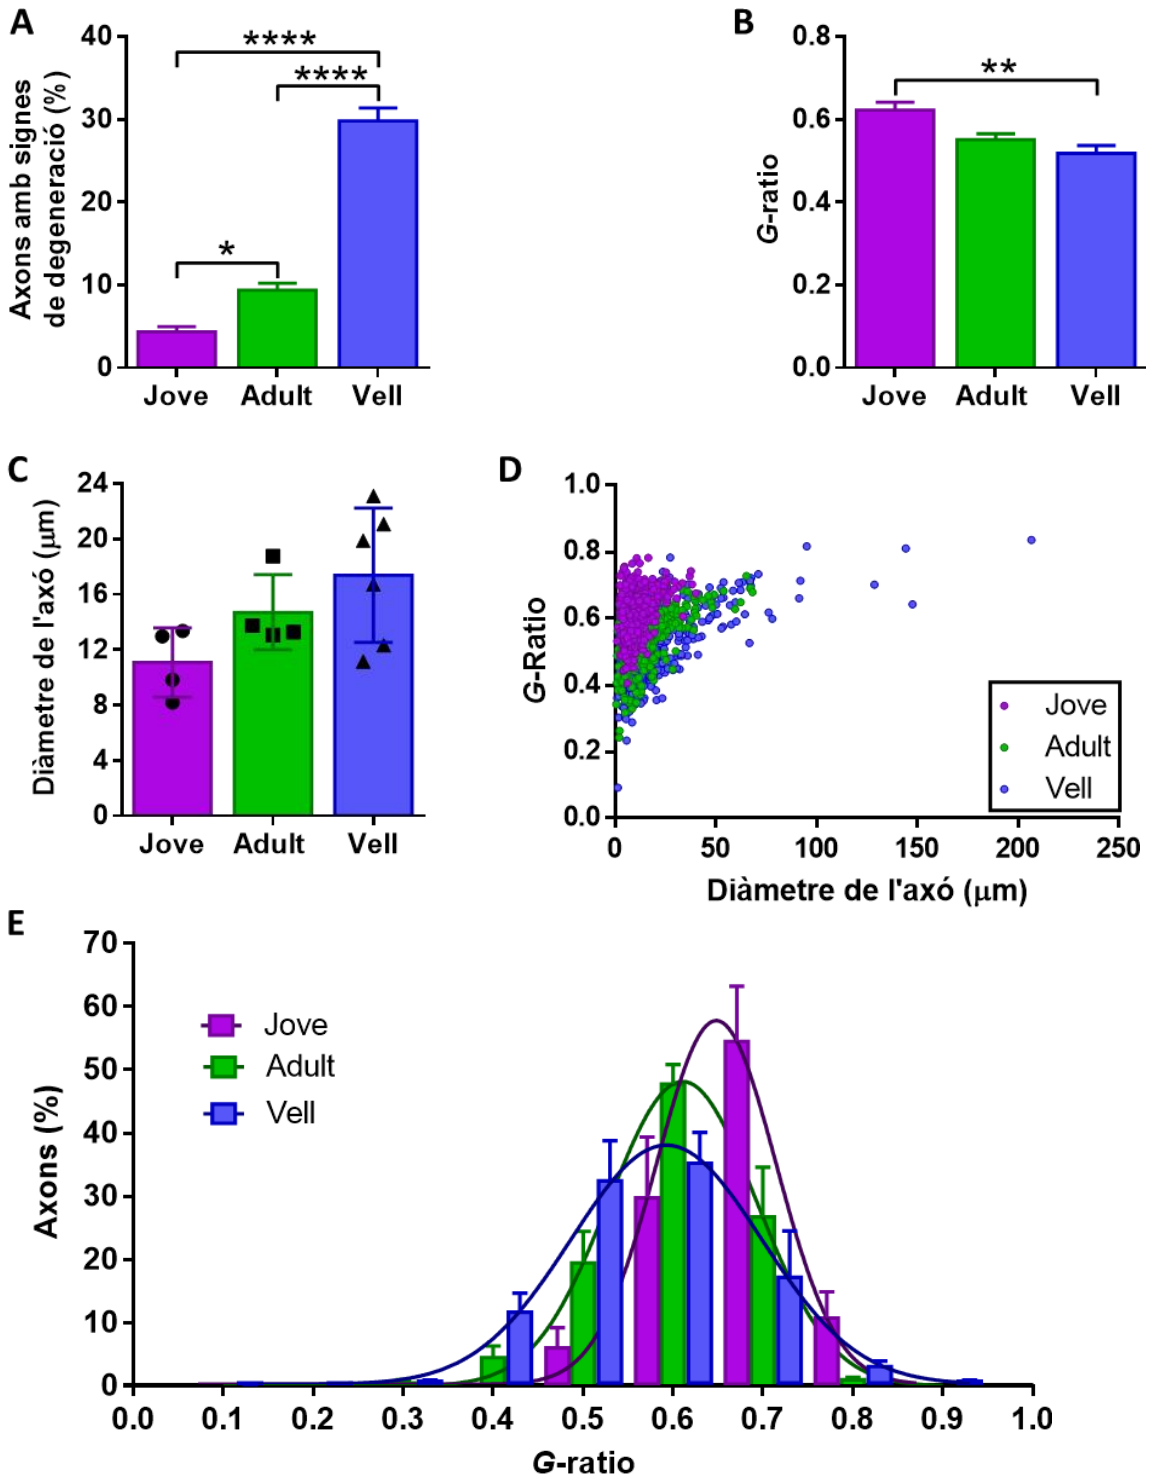 A
Axons amb signes
de degeneració (%)
40
30
20
10
0
****
****
*
Jove Adult Vell
B
G-ratio
0.8
0.6
0.4
0.2
0.0
**
Jove Adult Vell
C
Diàmetre de l'axó (μm)
24
20
16
12
8
4
0
Jove Adult Vell
D
G-Ratio
1.0
0.8
0.6
0.4
0.2
0.0
Jove
Adult
Vell
0 50 100 150 200 250
Diàmetre de l'axó (μm)
E
Axons (%)
70
60
50
40
30
20
10
0
Jove
Adult
Vell
0.0 0.1 0.2 0.3 0.4 0.5 0.6 0.7 0.8 0.9 1.0
G-ratio